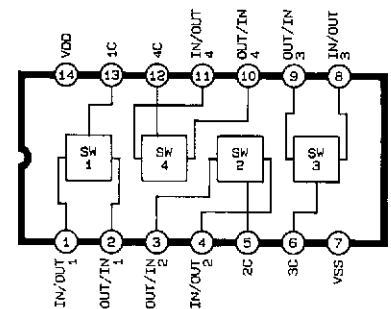 VDD
1C
4C
IN/OUT 4
OUT/IN 4
OUT/IN 3
IN/OUT 3
14 13 12 11 10 9 8
SW 1
SW 4
SW 2
SW 3
1 2 3 4 5 6 7
IN/OUT 1
OUT/IN 1
OUT/IN 2
IN/OUT 2
2C
3C
VSS